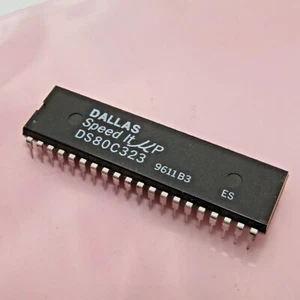 DALLAS
Speed It µP
DS80C323 9611B3
ES